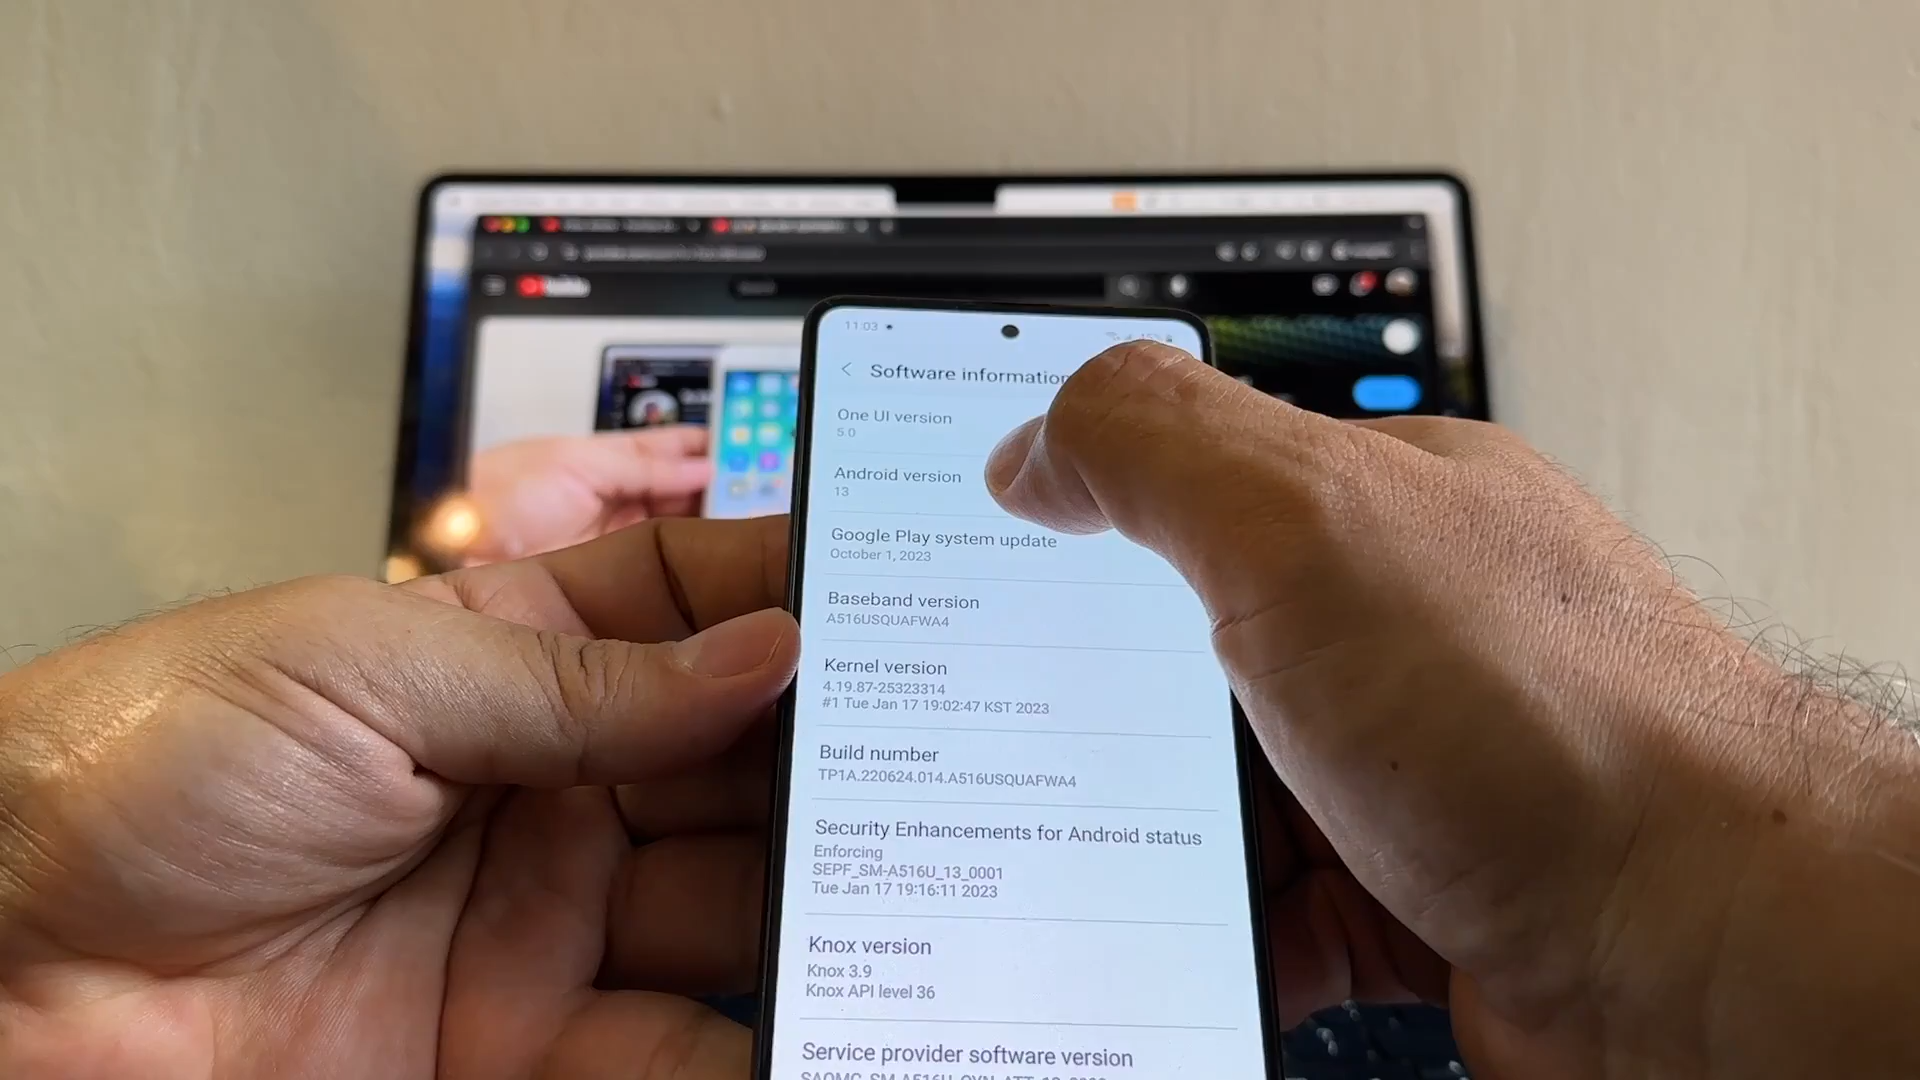 11:03
Software information
One UI version
5.0
Android version
13
Google Play system update
October 1, 2023
Baseband version
A516USQUAFWA4
Kernel version
4.19.87-25323314
#1 Tue Jan 17 19:02:47 KST 2023
Build number
TP1A.220624.014.A516USQUAFWA4
Security Enhancements for Android status
Enforcing
SEPF_SM-A516U_13_0001
Tue Jan 17 19:16:11 2023
Knox version
Knox 3.9
Knox API level 36
Service provider software version